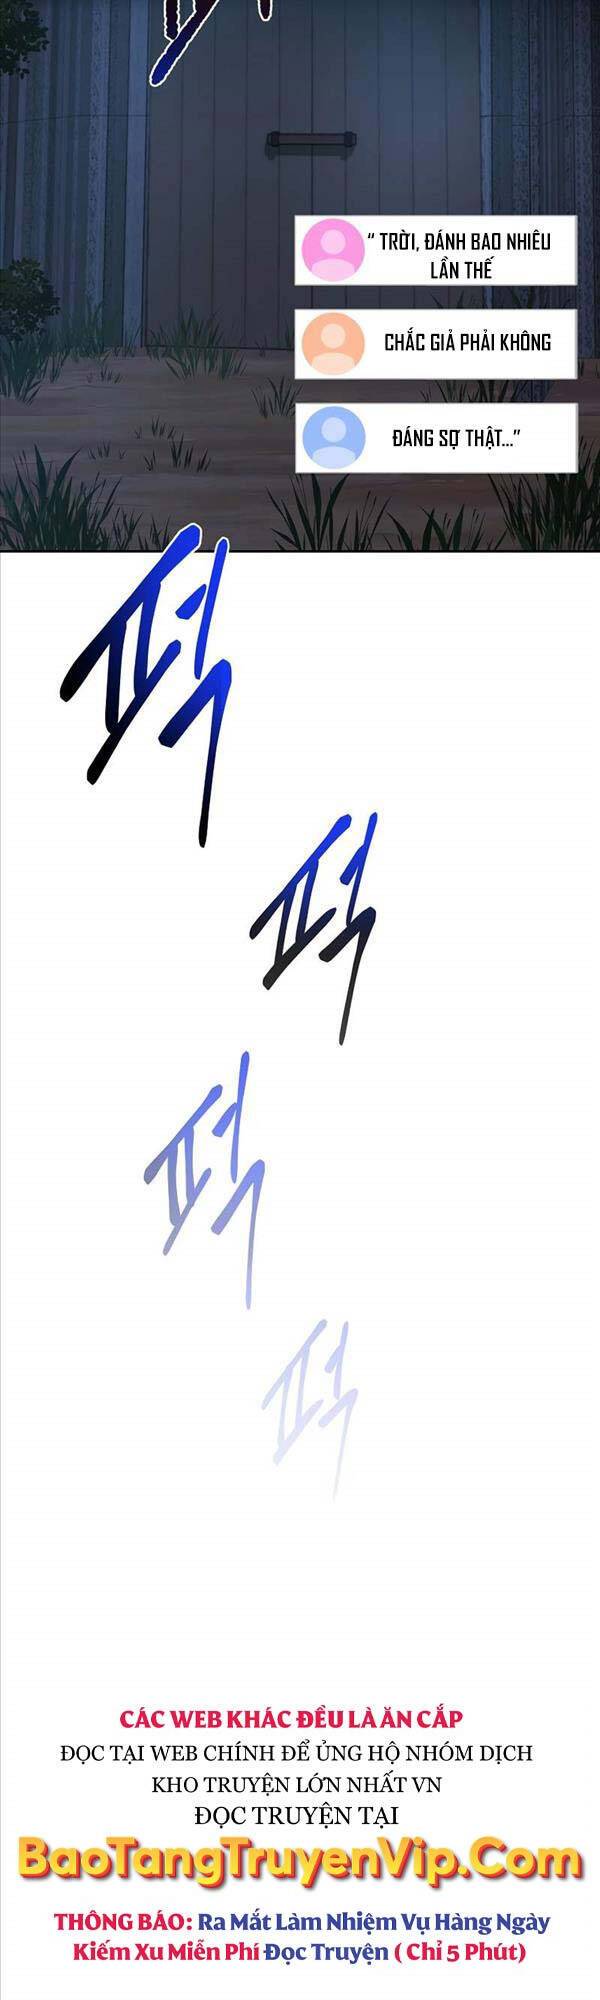 “ TRỜI, ĐÁNH BAO NHIÊU
LẦN THẾ
CHẮC GIẢ PHẢI KHÔNG
ĐÁNG SỢ THẬT...”
퍽
퍽
퍽
퍽
CÁC WEB KHÁC ĐỀU LÀ ĂN CẮP
ĐỌC TẠI WEB CHÍNH ĐỂ ỦNG HỘ NHÓM DỊCH
KHO TRUYỆN LỚN NHẤT VN
ĐỌC TRUYỆN TẠI
BaoTangTruyenVip.Com
THÔNG BÁO: Ra Mắt Làm Nhiệm Vụ Hàng Ngày
Kiếm Xu Miễn Phí Đọc Truyện ( Chỉ 5 Phút)